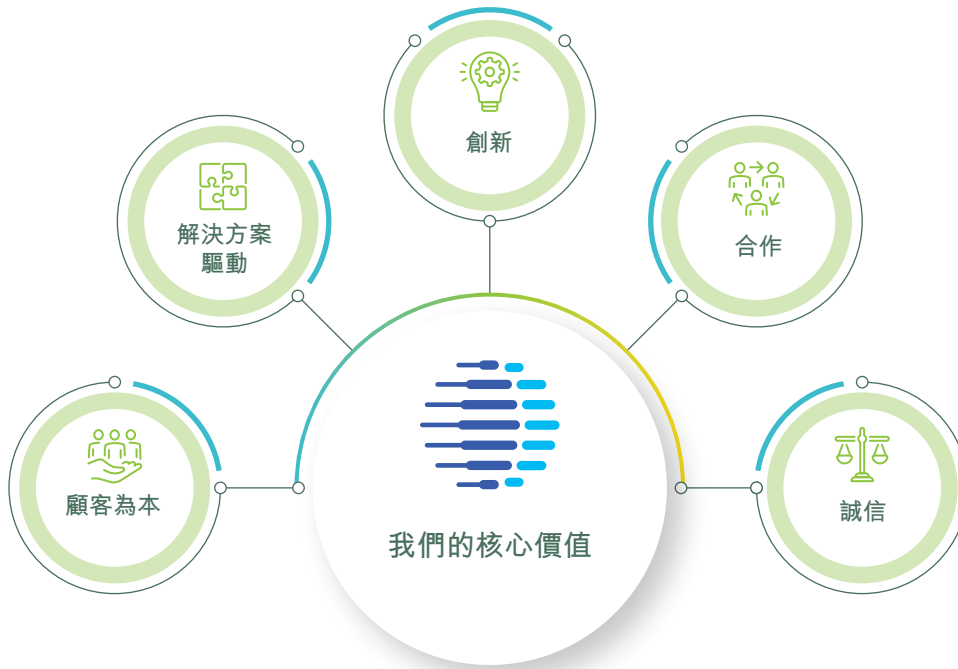 創新
解決方案
驅動
合作
顧客為本
誠信
我們的核心價值